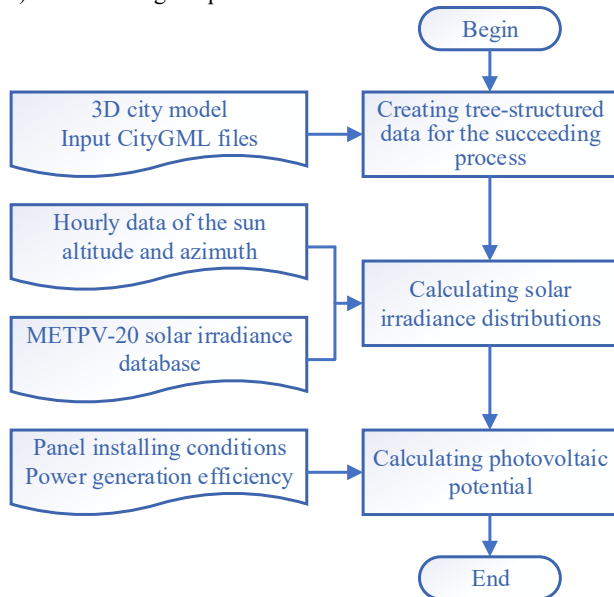 Begin
3D city model
Input CityGML files
Creating tree-structured
data for the succeeding
process
Hourly data of the sun
altitude and azimuth
METPV-20 solar irradiance
database
Calculating solar
irradiance distributions
Panel installing conditions
Power generation efficiency
Calculating photovoltaic
potential
End